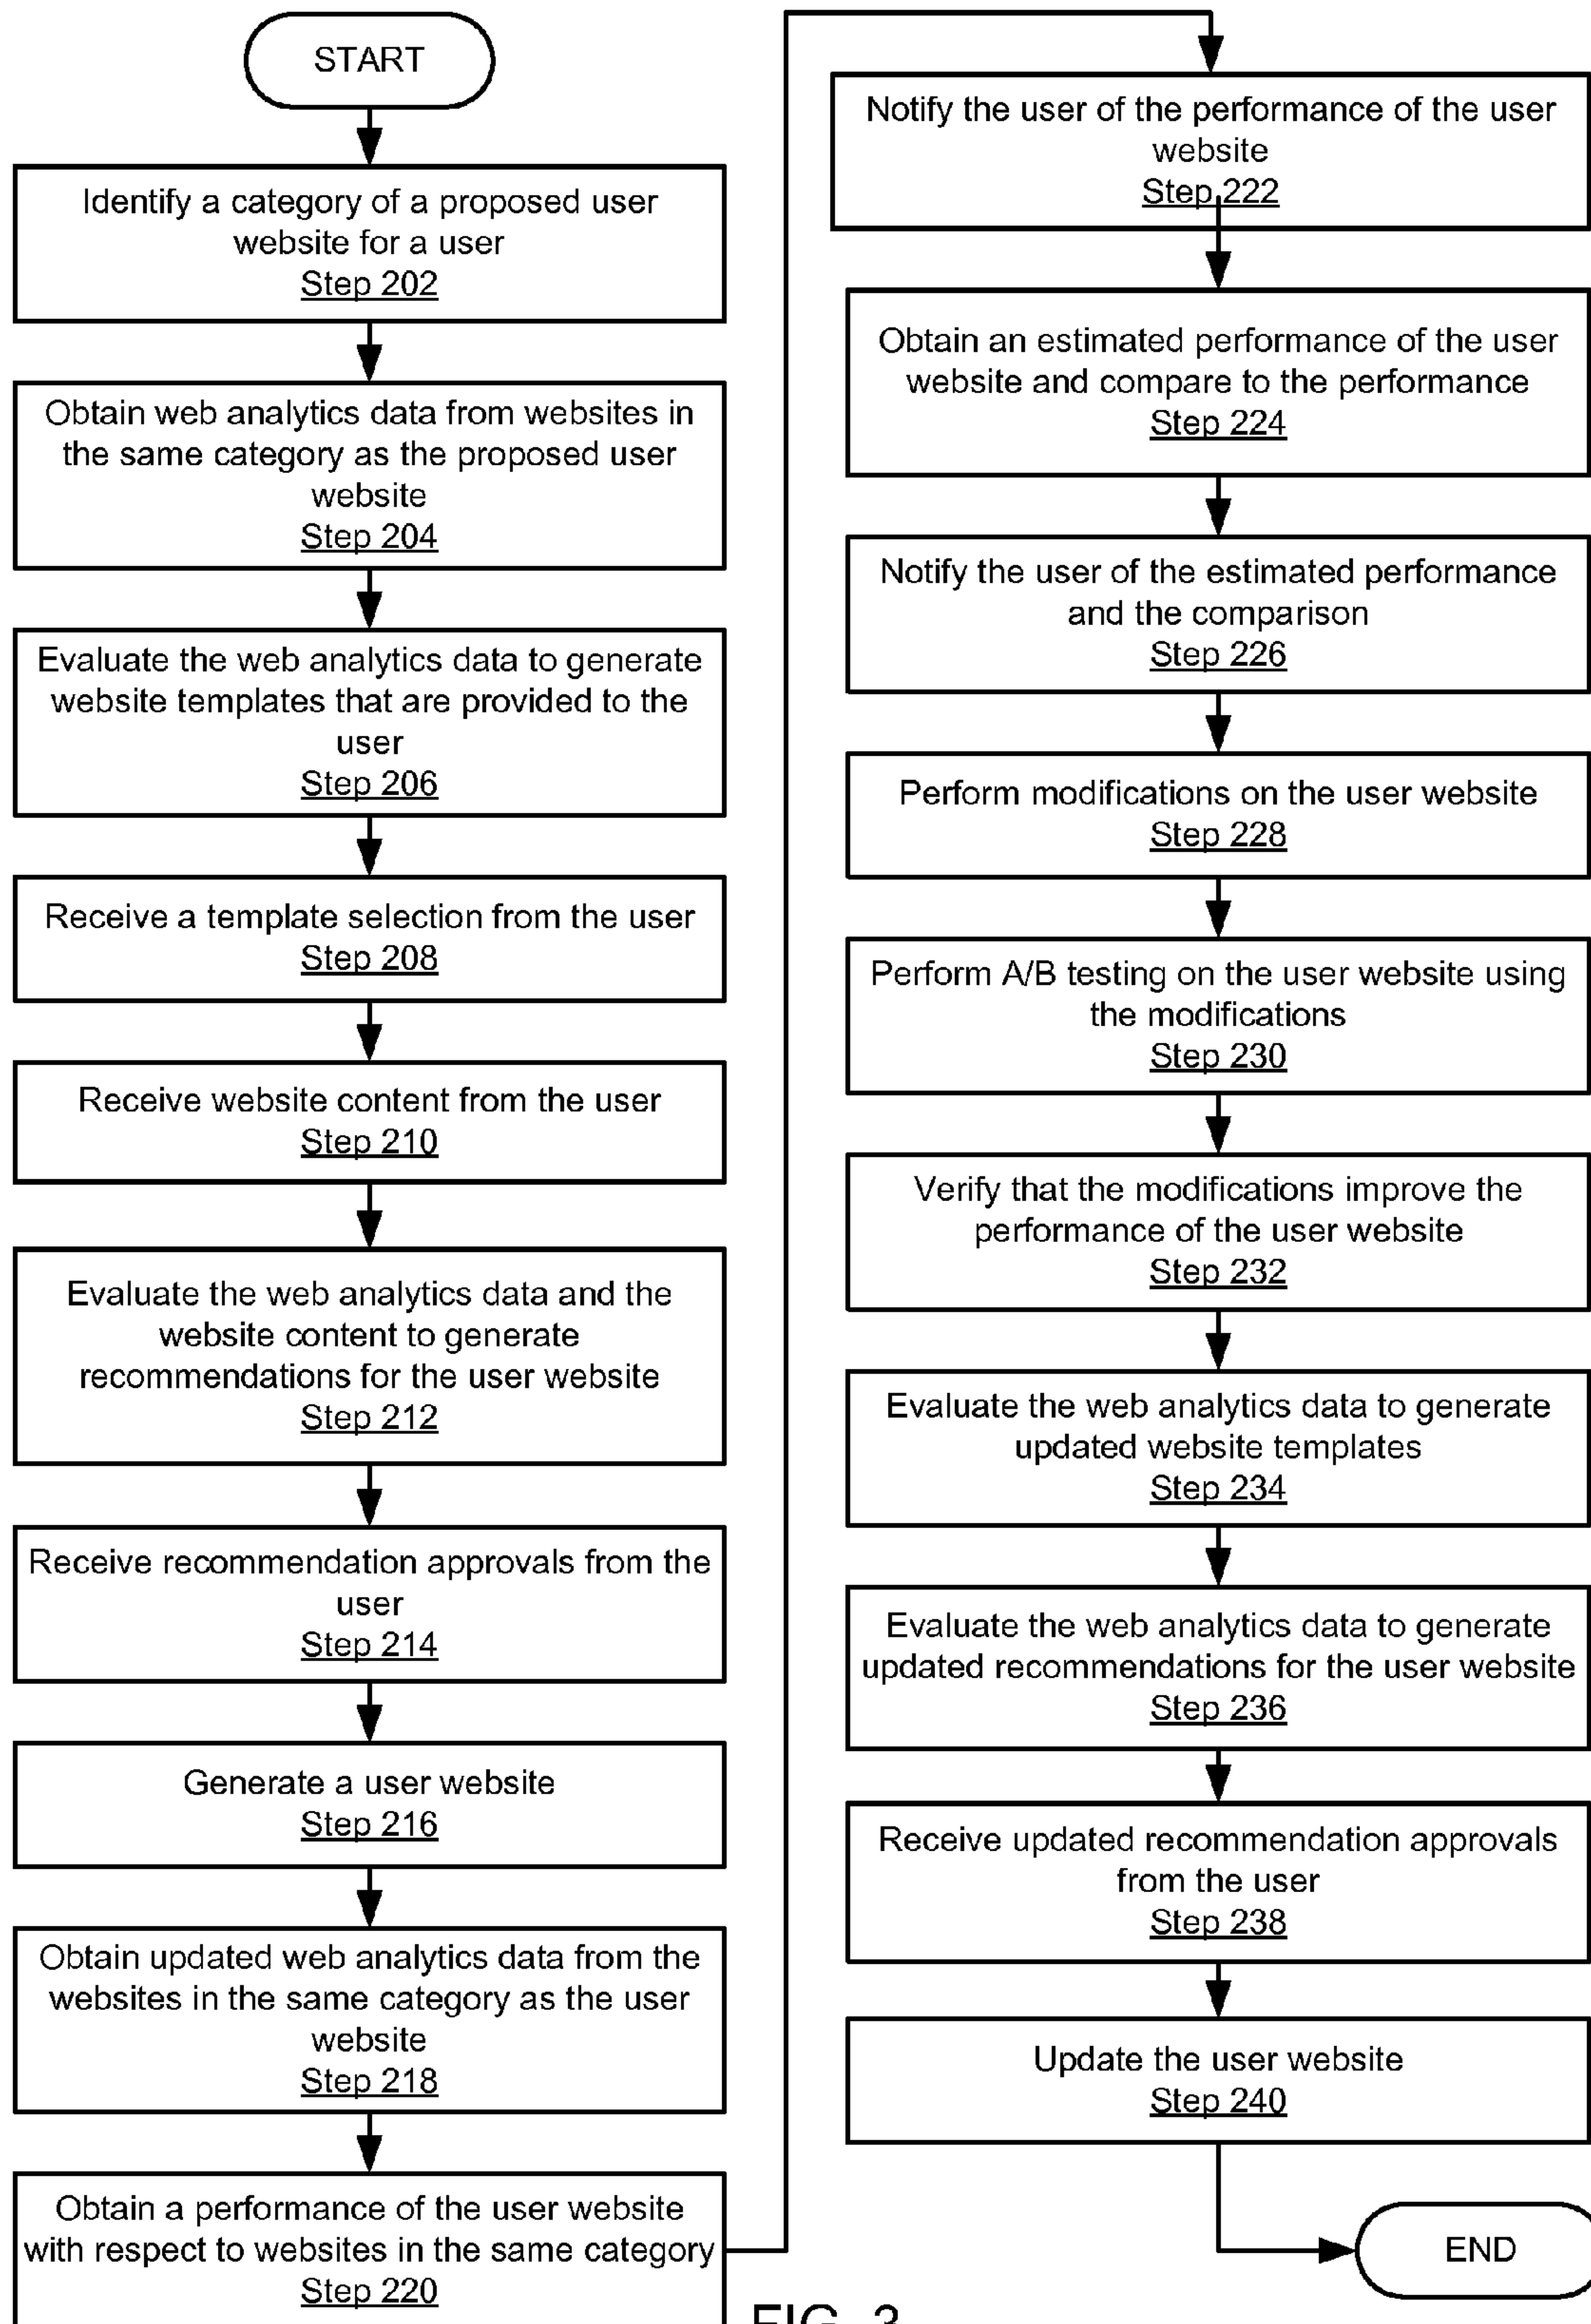 START
Identify a category of a proposed user
website for a user
Step 202
Obtain web analytics data from websites in
the same category as the proposed user
website
Step 204
Evaluate the web analytics data to generate
website templates that are provided to the
user
Step 206
Receive a template selection from the user
Step 208
Receive website content from the user
Step 210
Evaluate the web analytics data and the
website content to generate
recommendations for the user website
Step 212
Receive recommendation approvals from the
user
Step 214
Generate a user website
Step 216
Obtain updated web analytics data from the
websites in the same category as the user
website
Step 218
Obtain a performance of the user website
with respect to websites in the same category
Step 220
Notify the user of the performance of the user
website
Step 222
Obtain an estimated performance of the user
website and compare to the performance
Step 224
Notify the user of the estimated performance
and the comparison
Step 226
Perform modifications on the user website
Step 228
Perform A/B testing on the user website using
the modifications
Step 230
Verify that the modifications improve the
performance of the user website
Step 232
Evaluate the web analytics data to generate
updated website templates
Step 234
Evaluate the web analytics data to generate
updated recommendations for the user website
Step 236
Receive updated recommendation approvals
from the user
Step 238
Update the user website
Step 240
END
FIG. 3